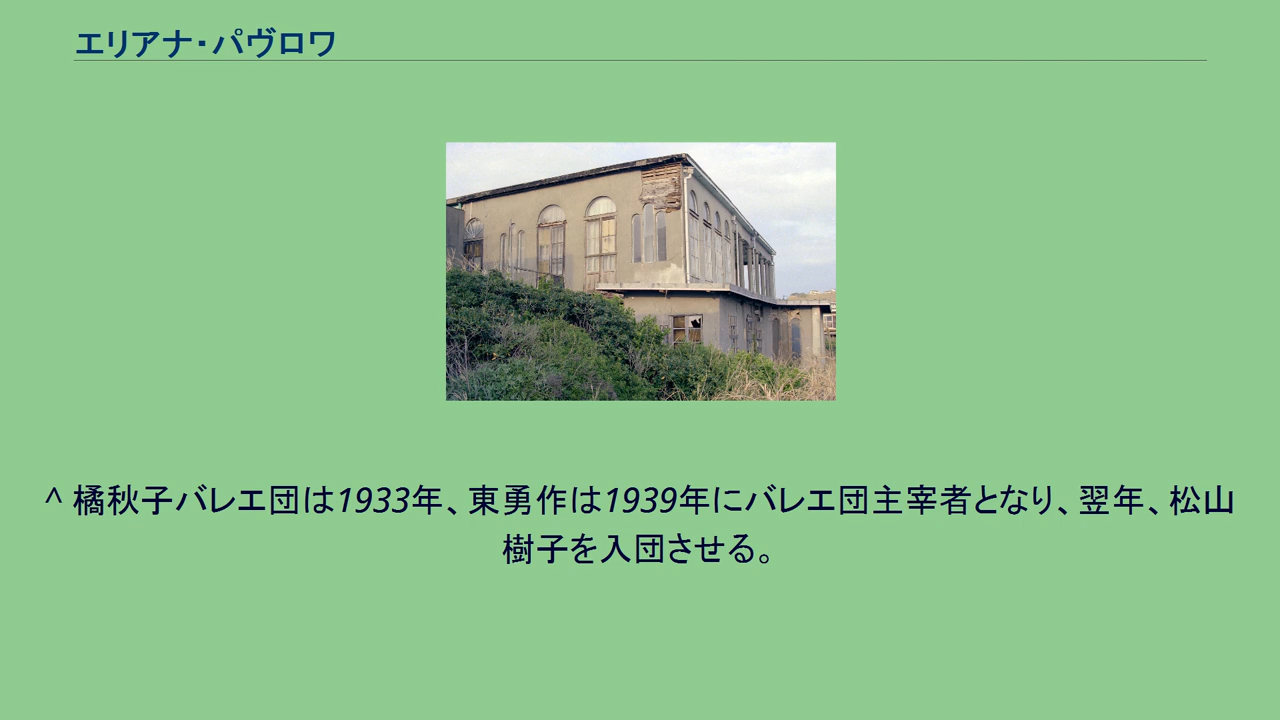 エリアナ・パヴロワ
^ 橘秋子バレエ団は1933年、東勇作は1939年にバレエ団主宰者となり、翌年、松山
樹子を入団させる。